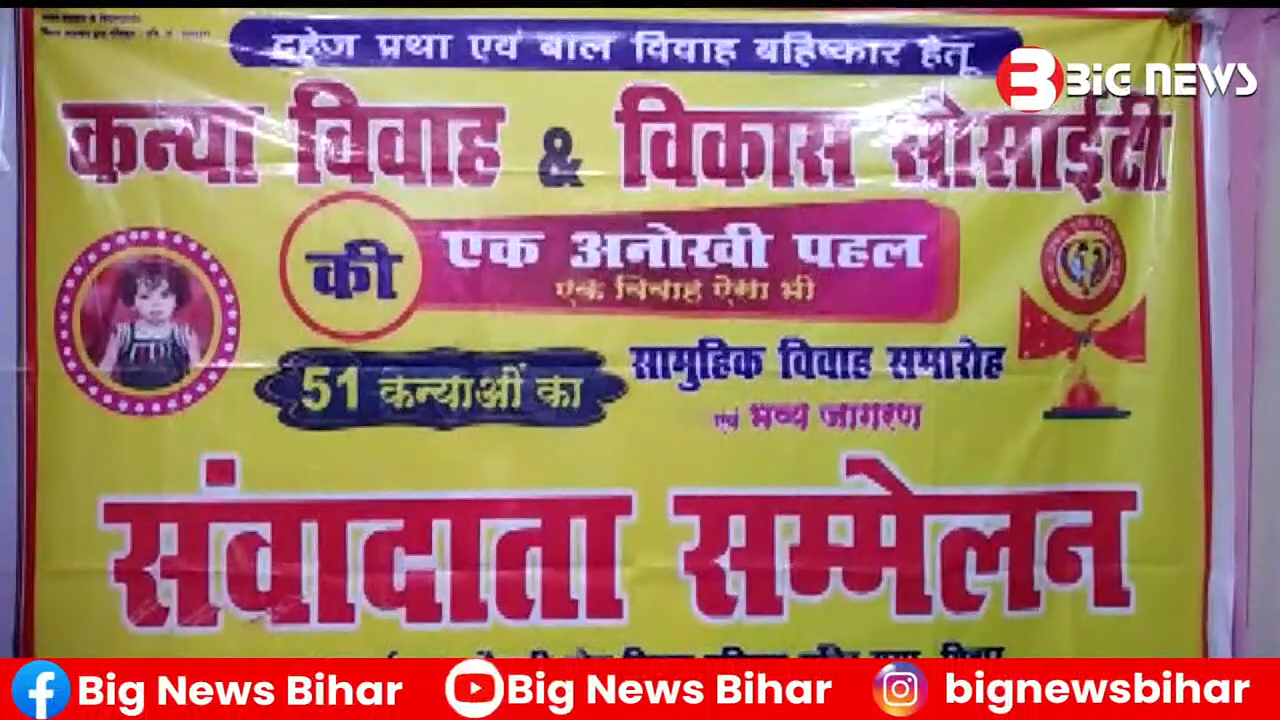 दहेज प्रथा एवं बाल विवाह बहिष्कार हेतू
BIG NEWS
कन्या विवाह & विकास सोसाईटी
की एक अनोखी पहल
एक विवाह ऐसा भी
51 कन्याओं का सामुहिक विवाह समारोह
एवं भव्य जागरण
संवादाता सम्मेलन
Big News Bihar Big News Bihar bignewsbihar